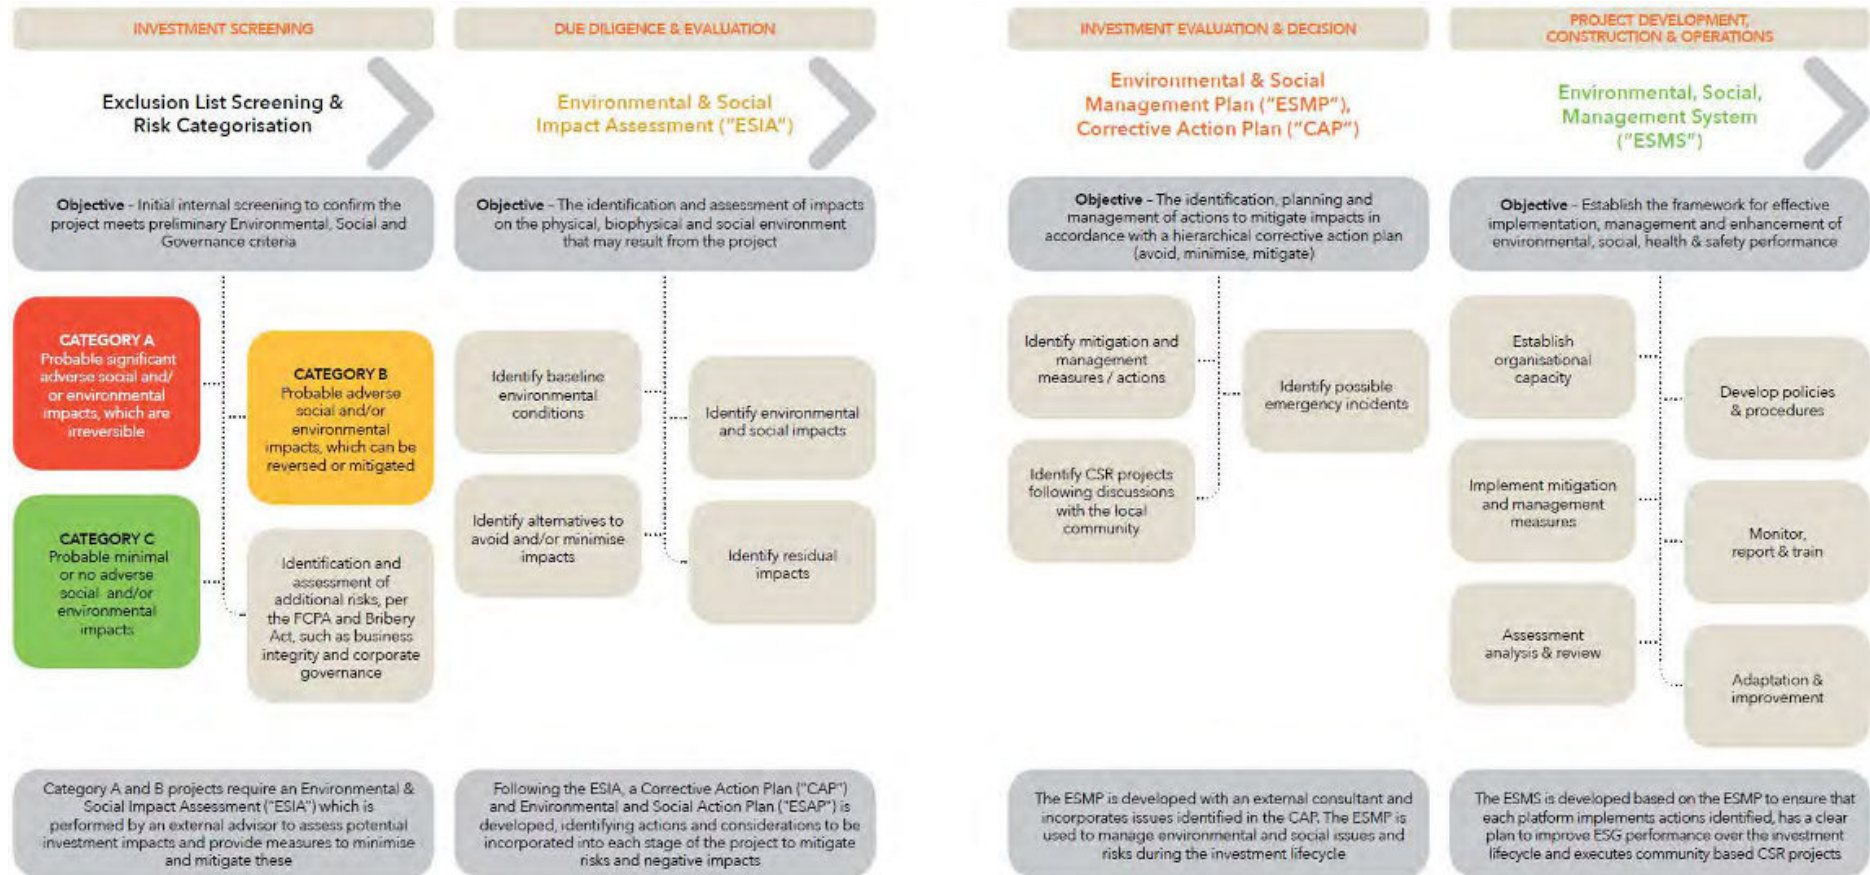 INVESTMENT SCREENING
Exclusion List Screening &
Risk Categorisation
Objective – Initial internal screening to confirm the
project meets preliminary Environmental, Social and
Governance criteria
CATEGORY A
Probable significant
adverse social and/
or environmental
impacts, which are
irreversible
CATEGORY B
Probable adverse
social and/or
environmental
impacts, which can be
reversed or mitigated
CATEGORY C
Probable minimal
or no adverse
social and/or
environmental
impacts
Identification and
assessment of
additional risks, per
the FCPA and Bribery
Act, such as business
integrity and corporate
governance
Category A and B projects require an Environmental &
Social Impact Assessment ("ESIA") which is
performed by an external advisor to assess potential
investment impacts and provide measures to minimise
and mitigate these
DUE DILIGENCE & EVALUATION
Environmental & Social
Impact Assessment ("ESIA")
Objective – The identification and assessment of impacts
on the physical, biophysical and social environment
that may result from the project
Identify baseline
environmental
conditions
Identify environmental
and social impacts
Identify alternatives to
avoid and/or minimise
impacts
Identify residual
impacts
Following the ESIA, a Corrective Action Plan ("CAP")
and Environmental and Social Action Plan ("ESAP") is
developed, identifying actions and considerations to be
incorporated into each stage of the project to mitigate
risks and negative impacts
INVESTMENT EVALUATION & DECISION
Environmental & Social
Management Plan ("ESMP"),
Corrective Action Plan ("CAP")
Objective – The identification, planning and
management of actions to mitigate impacts in
accordance with a hierarchical corrective action plan
(avoid, minimise, mitigate)
Identify mitigation and
management
measures / actions
Identify possible
emergency incidents
Identify CSR projects
following discussions
with the local
community
The ESMP is developed with an external consultant and
incorporates issues identified in the CAP. The ESMP is
used to manage environmental and social issues and
risks during the investment lifecycle
PROJECT DEVELOPMENT,
CONSTRUCTION & OPERATIONS
Environmental, Social,
Management System
("ESMS")
Objective – Establish the framework for effective
implementation, management and enhancement of
environmental, social, health & safety performance
Establish
organisational
capacity
Develop policies
& procedures
Implement mitigation
and management
measures
Monitor,
report & train
Assessment
analysis & review
Adaptation &
improvement
The ESMS is developed based on the ESMP to ensure that
each platform implements actions identified, has a clear
plan to improve ESG performance over the investment
lifecycle and executes community based CSR projects